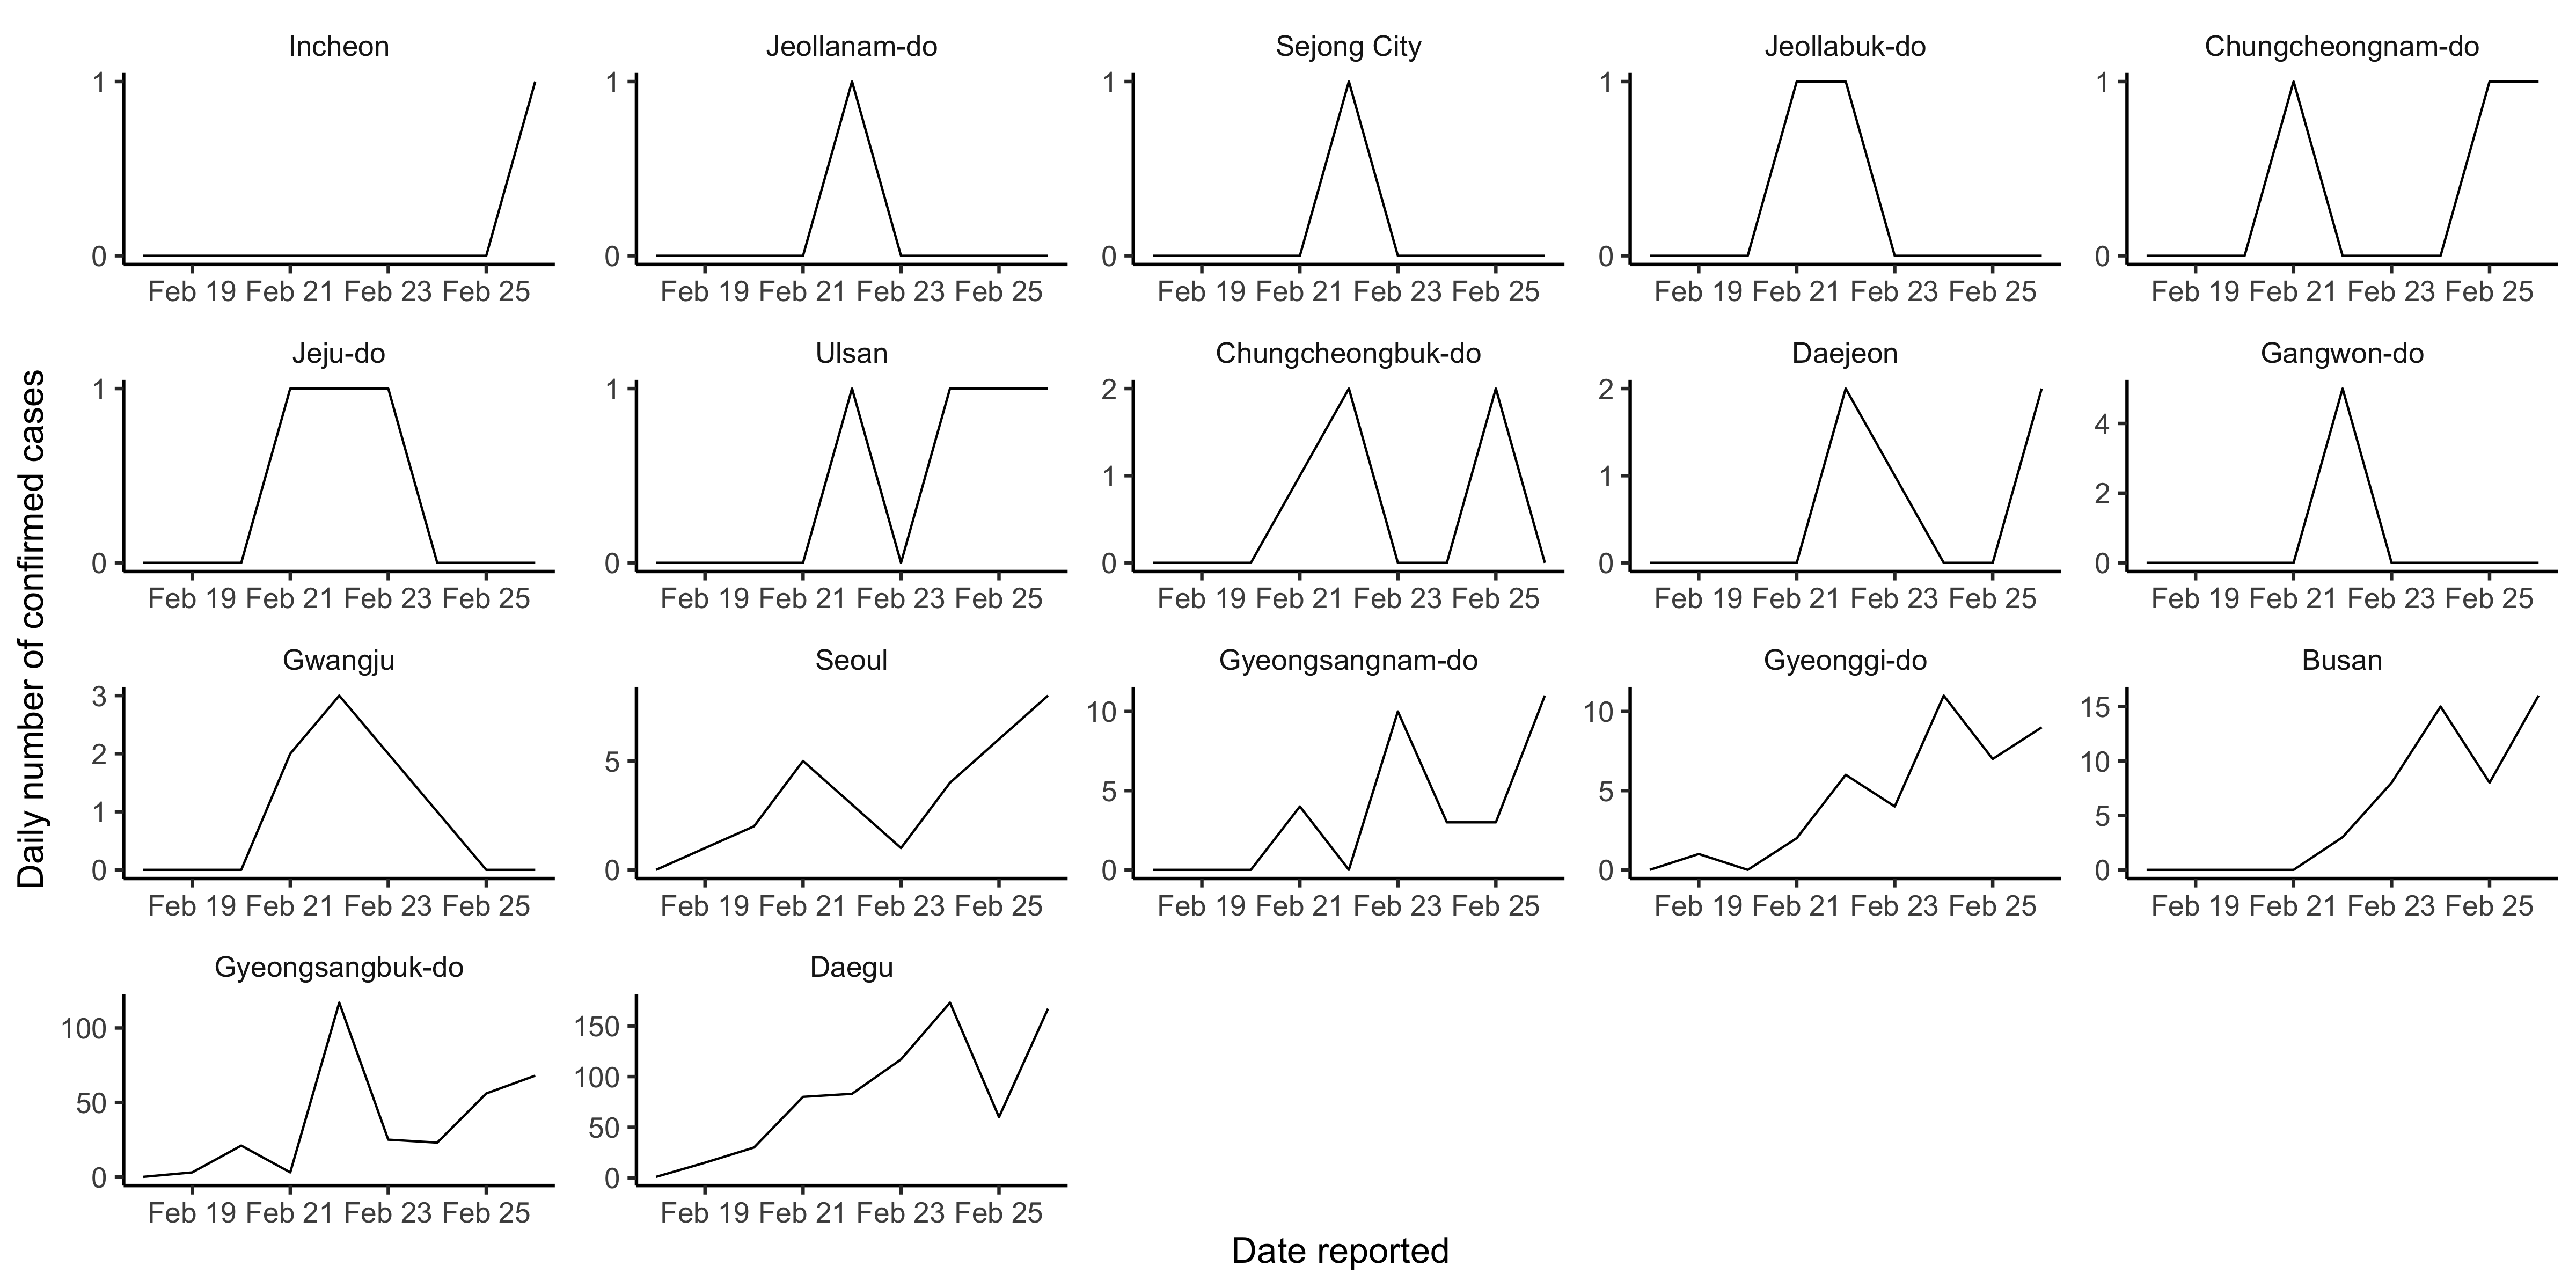 Incheon
Jeollanam-do
Sejong City
Jeollabuk-do
Chungcheongnam-do
1
0
Feb 19 Feb 21 Feb 23 Feb 25
1
0
Feb 19 Feb 21 Feb 23 Feb 25
1
0
Feb 19 Feb 21 Feb 23 Feb 25
1
0
Feb 19 Feb 21 Feb 23 Feb 25
1
0
Feb 19 Feb 21 Feb 23 Feb 25
Daily number of confirmed cases
Jeju-do
Ulsan
Chungcheongbuk-do
Daejeon
Gangwon-do
1
0
Feb 19 Feb 21 Feb 23 Feb 25
1
0
Feb 19 Feb 21 Feb 23 Feb 25
2
1
0
Feb 19 Feb 21 Feb 23 Feb 25
2
1
0
Feb 19 Feb 21 Feb 23 Feb 25
4
2
0
Feb 19 Feb 21 Feb 23 Feb 25
Gwangju
Seoul
Gyeongsangnam-do
Gyeonggi-do
Busan
3
2
1
0
Feb 19 Feb 21 Feb 23 Feb 25
5
0
Feb 19 Feb 21 Feb 23 Feb 25
10
5
0
Feb 19 Feb 21 Feb 23 Feb 25
10
5
0
Feb 19 Feb 21 Feb 23 Feb 25
15
10
5
0
Feb 19 Feb 21 Feb 23 Feb 25
Gyeongsangbuk-do
Daegu
100
50
0
Feb 19 Feb 21 Feb 23 Feb 25
150
100
50
0
Feb 19 Feb 21 Feb 23 Feb 25
Date reported